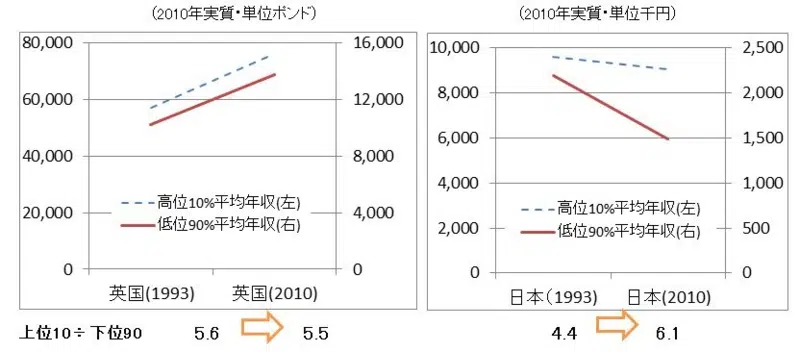 (2010年実質・単位ポンド)
80,000
60,000
40,000
20,000
0
16,000
12,000
8,000
4,000
0
高位10%平均年収(左)
低位90%平均年収(右)
英国(1993)
英国(2010)
(2010年実質・単位千円)
10,000
8,000
6,000
4,000
2,000
0
2,500
2,000
1,500
1,000
500
0
高位10%平均年収(左)
低位90%平均年収(右)
日本(1993)
日本(2010)
上位10÷下位90 5.6 5.5 4.4 6.1